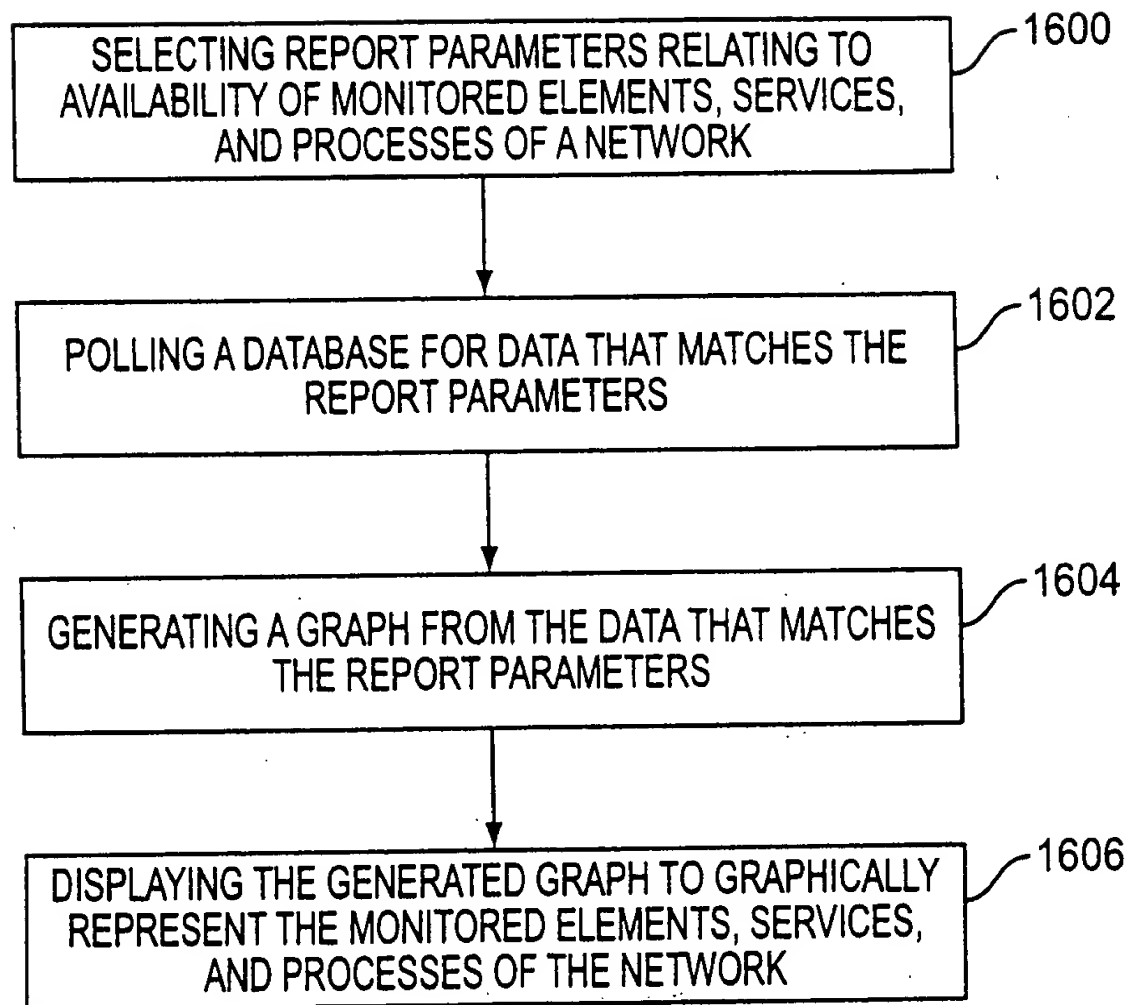 SELECTING REPORT PARAMETERS RELATING TO
AVAILABILITY OF MONITORED ELEMENTS, SERVICES,
AND PROCESSES OF A NETWORK
1600
POLLING A DATABASE FOR DATA THAT MATCHES THE
REPORT PARAMETERS
1602
GENERATING A GRAPH FROM THE DATA THAT MATCHES
THE REPORT PARAMETERS
1604
DISPLAYING THE GENERATED GRAPH TO GRAPHICALLY
REPRESENT THE MONITORED ELEMENTS, SERVICES,
AND PROCESSES OF THE NETWORK
1606